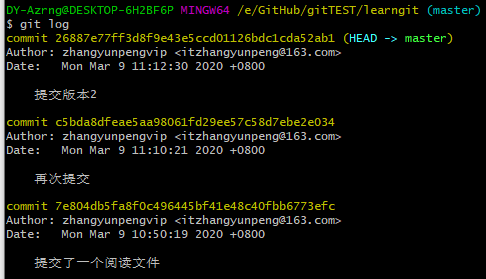 DY-Azrng@DESKTOP-6H2BF6P MINGW64 /e/GitHub/gitTEST/learngit (master)
$ git log
commit 26887e77ff3d8f9e43e5ccd01126bdc1cda52ab1 (HEAD -> master)
Author: zhangyunpengvip <itzhangyunpeng@163.com>
Date:   Mon Mar 9 11:12:30 2020 +0800
提交版本2
commit c5bda8dfeae5aa98061fd29ee57c58d7ebe2e034
Author: zhangyunpengvip <itzhangyunpeng@163.com>
Date:   Mon Mar 9 11:10:21 2020 +0800
再次提交
commit 7e804db5fa8f0c496445bf41e48c40fbb6773efc
Author: zhangyunpengvip <itzhangyunpeng@163.com>
Date:   Mon Mar 9 10:50:19 2020 +0800
提交了一个阅读文件